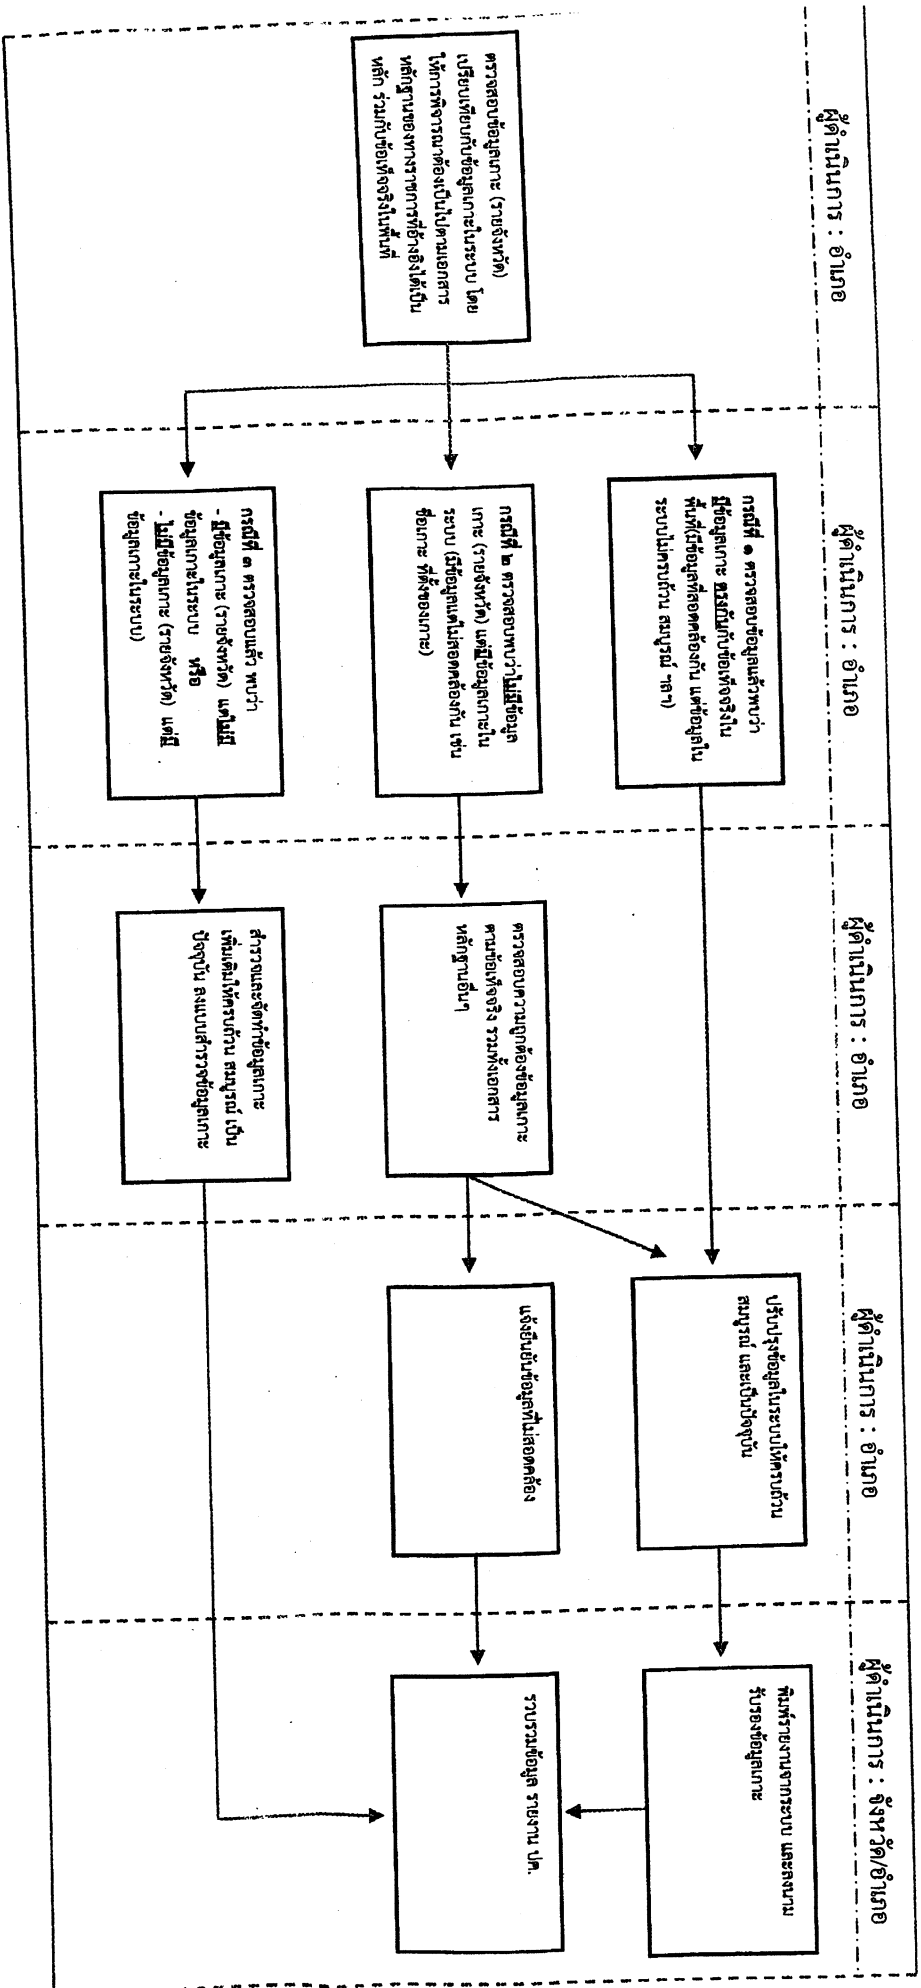 ผู้ดำเนินการ : อำเภอ
ผู้ดำเนินการ : อำเภอ
ผู้ดำเนินการ : อำเภอ
ผู้ดำเนินการ : อำเภอ
ผู้ดำเนินการ : จังหวัด/อำเภอ
ตรวจสอบข้อมูลเกาะ (รายจังหวัด)
เปรียบเทียบกับข้อมูลเกาะในระบบ โดย
ให้การพิจารณาต้องเป็นไปตามเอกสาร
หลักฐานของทางราชการที่อ้างอิงได้เป็น
หลัก ร่วมกับข้อเท็จจริงในพื้นที่
กรณีที่ ๑ ตรวจสอบข้อมูลแล้วพบว่า
มีข้อมูลเกาะ ตรงกันกับข้อเท็จจริงใน
พื้นที่(มีข้อมูลที่สอดคล้องกัน แต่ข้อมูลใน
ระบบไม่ครบถ้วน สมบูรณ์ ฯลฯ)
กรณีที่ ๒ ตรวจสอบพบว่าไม่มีข้อมูล
เกาะ (รายจังหวัด) แต่มีข้อมูลเกาะใน
ระบบ (มีข้อมูลแต่ไม่สอดคล้องกัน เช่น
ชื่อเกาะ ที่ตั้งของเกาะ)
กรณีที่ ๓ ตรวจสอบแล้ว พบว่า
- มีข้อมูลเกาะ (รายจังหวัด) แต่ไม่มี
ข้อมูลเกาะในระบบ หรือ
- ไม่มีข้อมูลเกาะ (รายจังหวัด) แต่มี
ข้อมูลเกาะในระบบ)
ตรวจสอบความถูกต้องข้อมูลเกาะ
ตามข้อเท็จจริง รวมทั้งเอกสาร
หลักฐานอื่นๆ
สำรวจและจัดทำข้อมูลเกาะ
เพิ่มเติมให้ครบถ้วน สมบูรณ์ เป็น
ปัจจุบัน ลงแบบสำรวจข้อมูลเกาะ
ปรับปรุงข้อมูลในระบบให้ครบถ้วน
สมบูรณ์ และเป็นปัจจุบัน
แจ้งยืนยันข้อมูลที่ไม่สอดคล้อง
พิมพ์รายงานจากระบบ และลงนาม
รับรองข้อมูลเกาะ
รวบรวมข้อมูล รายงาน ปค.